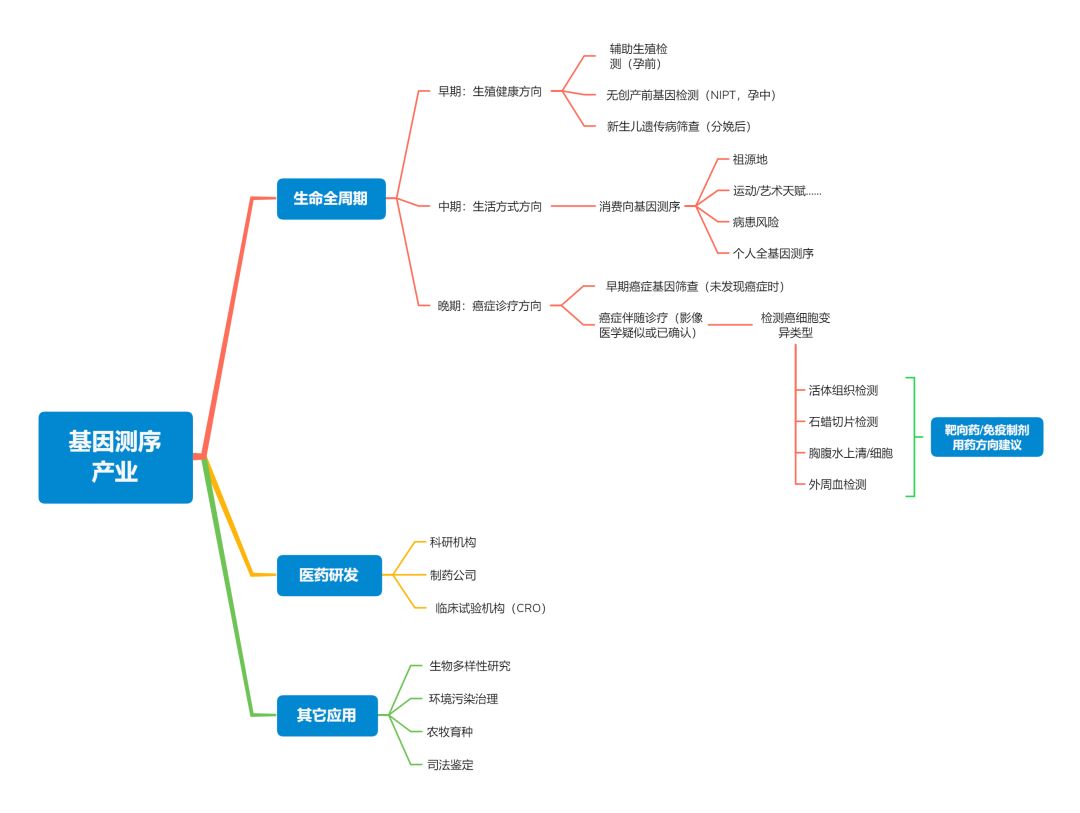 基因测序
产业
生命全周期
早期：生殖健康方向
辅助生殖检
测（孕前）
无创产前基因检测（NIPT，孕中）
新生儿遗传病筛查（分娩后）
中期：生活方式方向
消费向基因测序
祖源地
运动/艺术天赋......
病患风险
个人全基因测序
晚期：癌症诊疗方向
早期癌症基因筛查（未发现癌症时）
癌症伴随诊疗（影像
医学疑似或已确认）
检测癌细胞变
异类型
活体组织检测
石蜡切片检测
胸腹水上清/细胞
外周血检测
靶向药/免疫制剂
用药方向建议
医药研发
科研机构
制药公司
临床试验机构（CRO）
其它应用
生物多样性研究
环境污染治理
农牧育种
司法鉴定